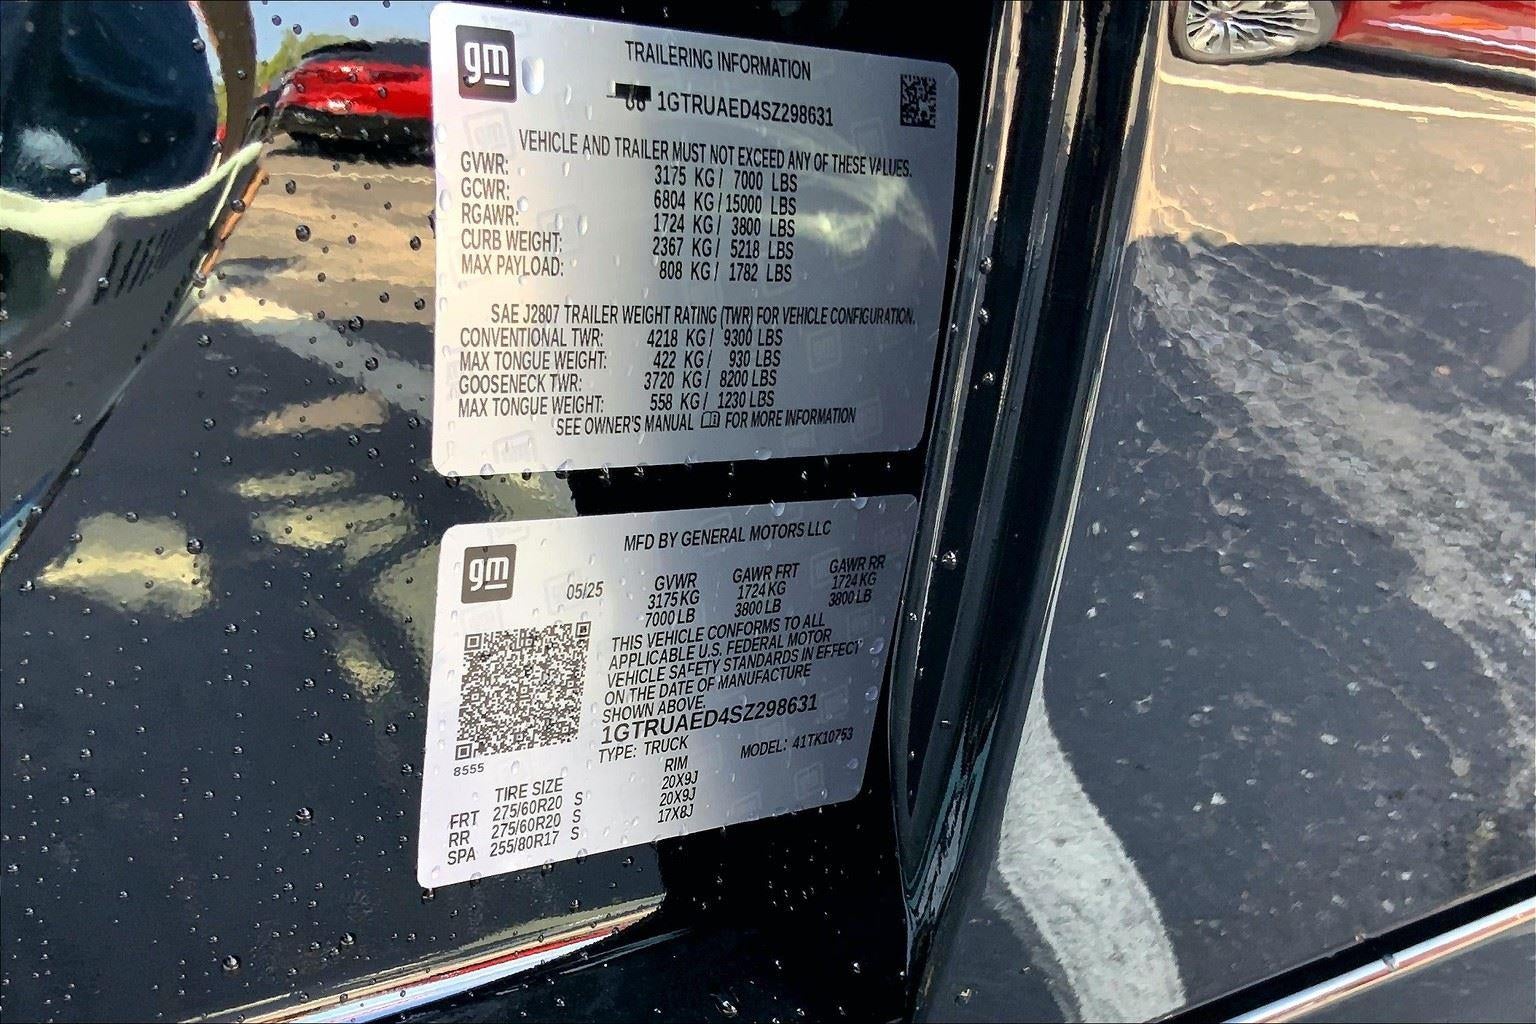 gm
TRAILERING INFORMATION
1GTRUAED4SZ298631
VEHICLE AND TRAILER MUST NOT EXCEED ANY OF THESE VALUES.
GVWR: 3175 KG / 7000 LBS
GCWR: 6804 KG / 15000 LBS
RGAWR: 1724 KG / 3800 LBS
CURB WEIGHT: 2367 KG / 5218 LBS
MAX PAYLOAD: 808 KG / 1782 LBS
SAE J2807 TRAILER WEIGHT RATING (TWR) FOR VEHICLE CONFIGURATION.
CONVENTIONAL TWR: 4218 KG / 9300 LBS
MAX TONGUE WEIGHT: 422 KG / 930 LBS
GOOSENECK TWR: 3720 KG / 8200 LBS
MAX TONGUE WEIGHT: 558 KG / 1230 LBS
SEE OWNER'S MANUAL FOR MORE INFORMATION
gm
MFD BY GENERAL MOTORS LLC
05/25 GVWR GAWR FRT GAWR RR
3175 KG 1724 KG 1724 KG
7000 LB 3800 LB 3800 LB
THIS VEHICLE CONFORMS TO ALL
APPLICABLE U.S. FEDERAL MOTOR
VEHICLE SAFETY STANDARDS IN EFFECT
ON THE DATE OF MANUFACTURE
SHOWN ABOVE.
1GTRUAED4SZ298631
TYPE: TRUCK MODEL: 41TK10753
8555
TIRE SIZE RIM
FRT 275/60R20 S 20X9J
RR 275/60R20 S 20X9J
SPA 255/80R17 S 17X8J